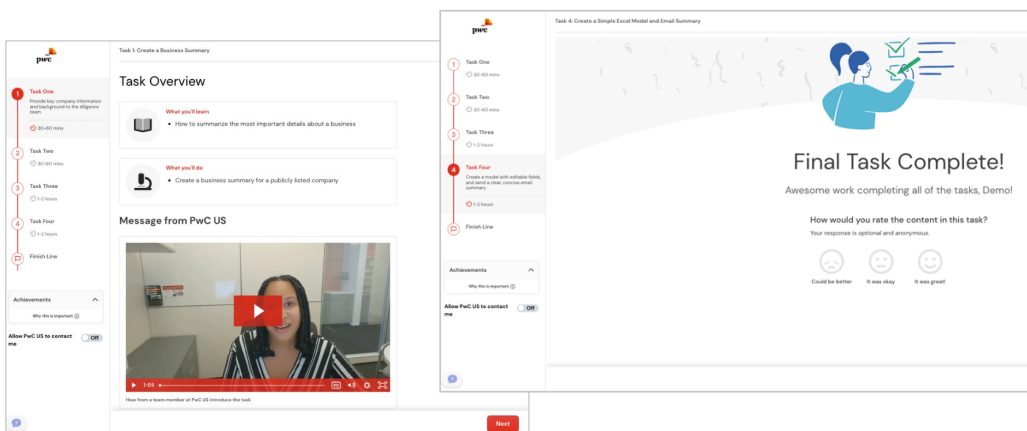 pwc
Task 1: Create a Business Summary
1
Task One
Provide key company information
and background to the diligence
team
30-60 mins
2
Task Two
30-60 mins
3
Task Three
1-2 hours
4
Task Four
1-2 hours
Finish Line
Achievements
Why this is important
Allow PwC US to contact
me
Off
?
Task Overview
What you'll learn
• How to summarize the most important details about a business
What you'll do
• Create a business summary for a publicly listed company
Message from PwC US
1:05
CC
Hear from a team member at PwC US introduce the task
Next
pwc
Task 4: Create a Simple Excel Model and Email Summary
1
Task One
30-60 mins
2
Task Two
30-60 mins
3
Task Three
1-2 hours
4
Task Four
Create a model with editable fields,
and send a clear, concise email
summary
1-2 hours
Finish Line
Achievements
Why this is important
Allow PwC US to contact
me
Off
?
Final Task Complete!
Awesome work completing all of the tasks, Demo!
How would you rate the content in this task?
Your response is optional and anonymous.
Could be better
It was okay
It was great!